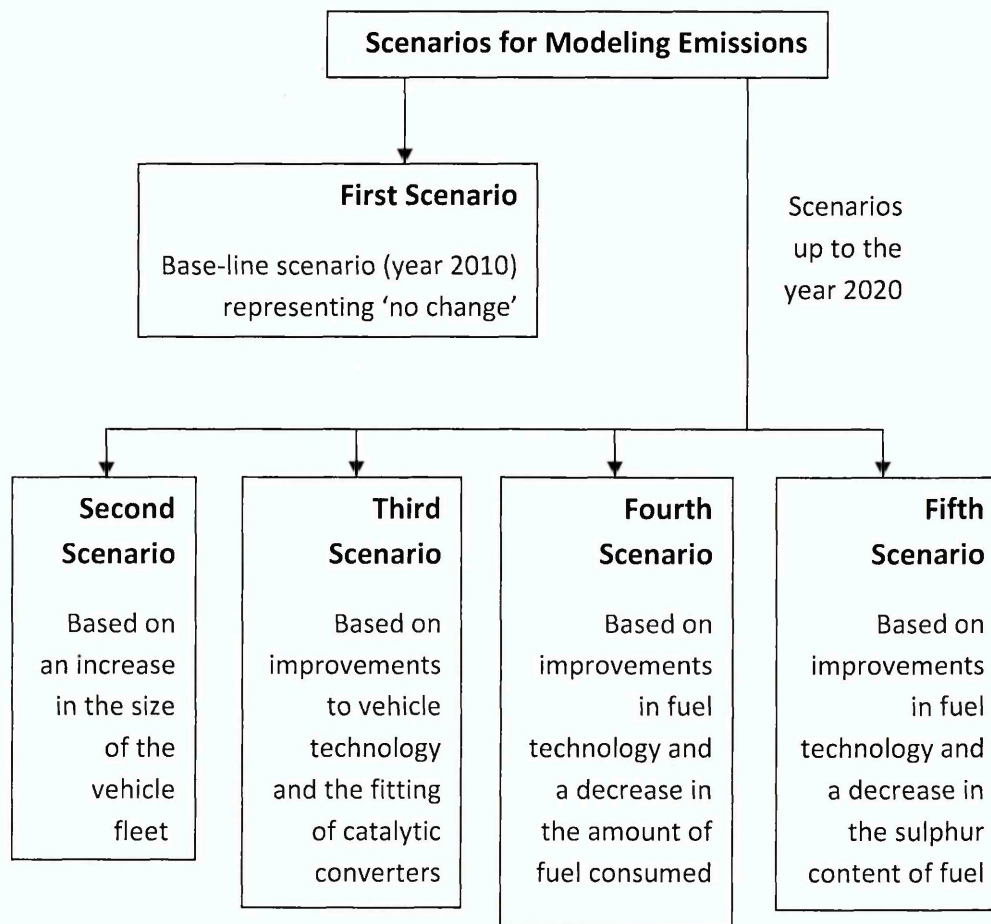 Scenarios for Modeling Emissions
First Scenario
Base-line scenario (year 2010)
representing ‘no change’
Scenarios
up to the
year 2020
Second
Scenario
Based on
an increase
in the size
of the
vehicle
fleet
Third
Scenario
Based on
improvements
to vehicle
technology
and the fitting
of catalytic
converters
Fourth
Scenario
Based on
improvements
in fuel
technology and
a decrease in
the amount of
fuel consumed
Fifth
Scenario
Based on
improvements
in fuel
technology and
a decrease in
the sulphur
content of fuel